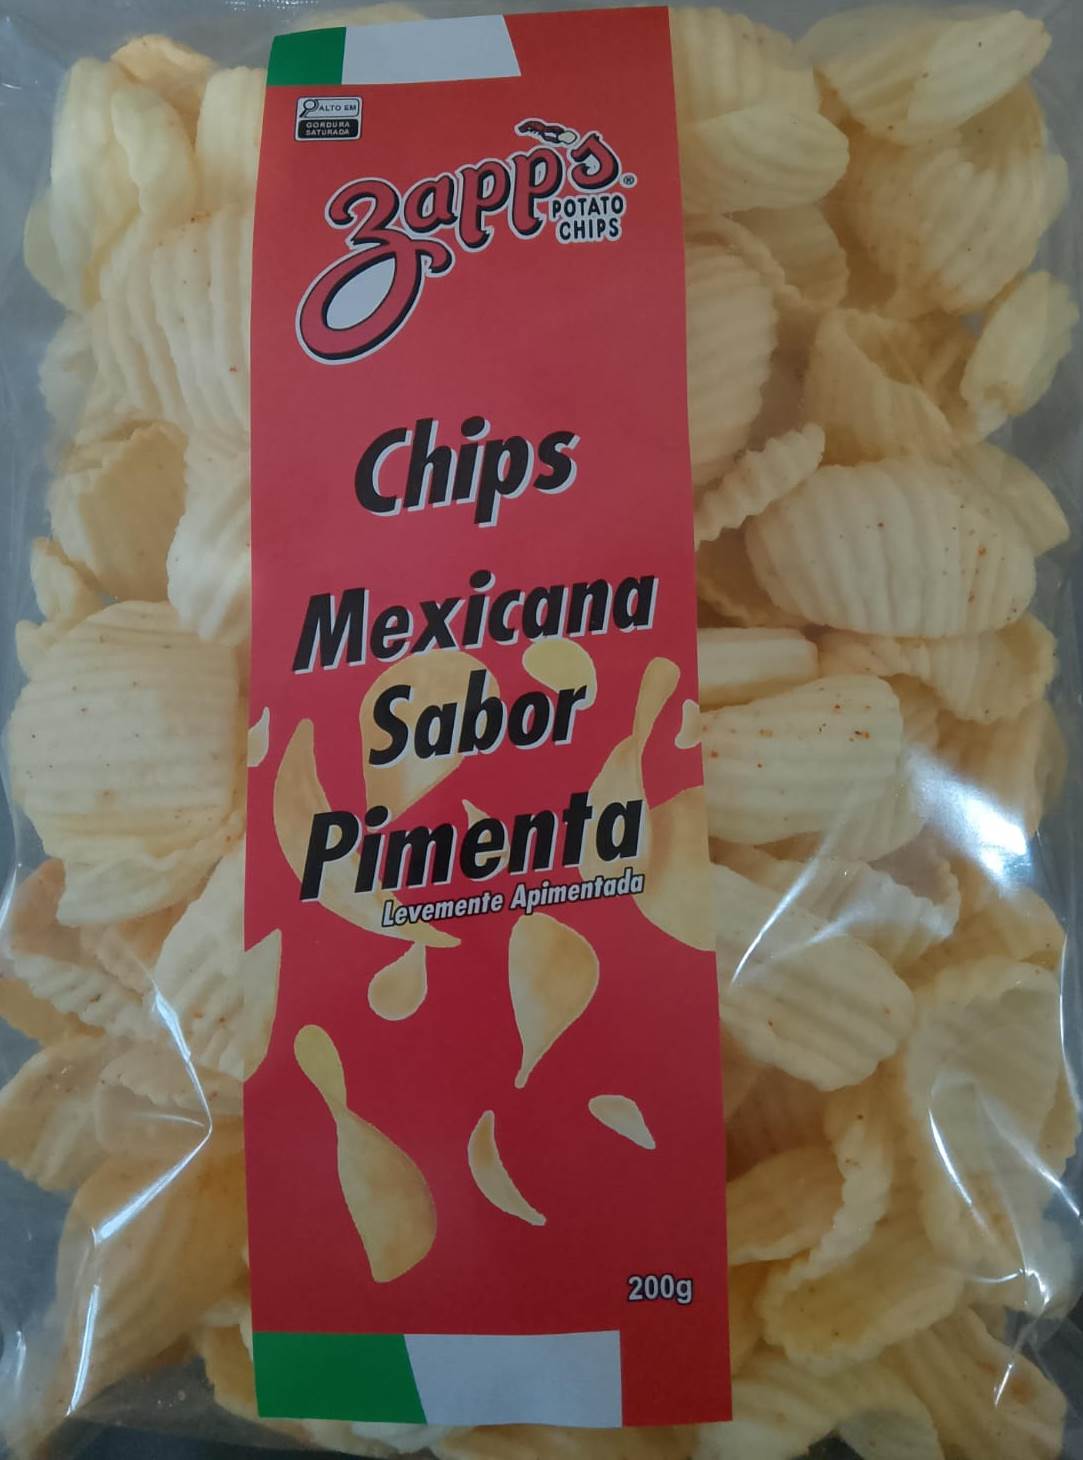 ALTO EM
GORDURA
SATURADA
Zapp's®
POTATO
CHIPS
Chips
Mexicana
Sabor
Pimenta
Levemente Apimentada
200g